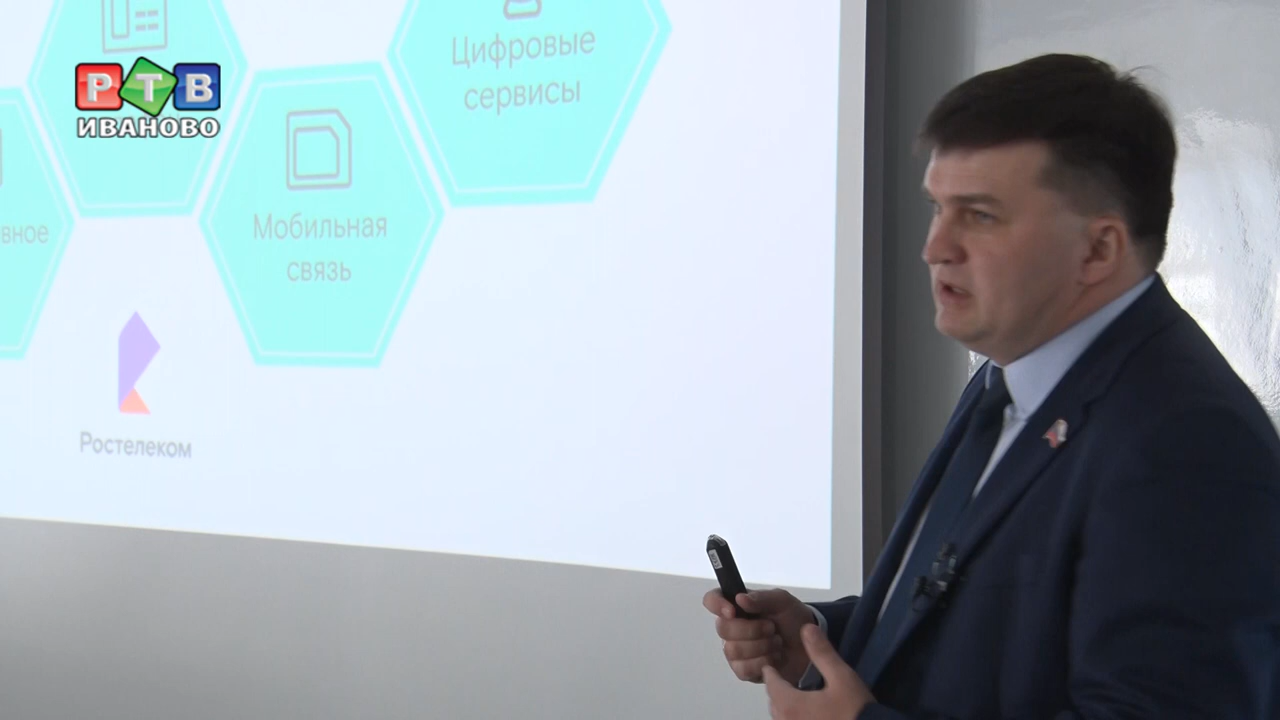 РТВ
ИВАНОВО
Цифровые
сервисы
Мобильная
связь
Ростелеком